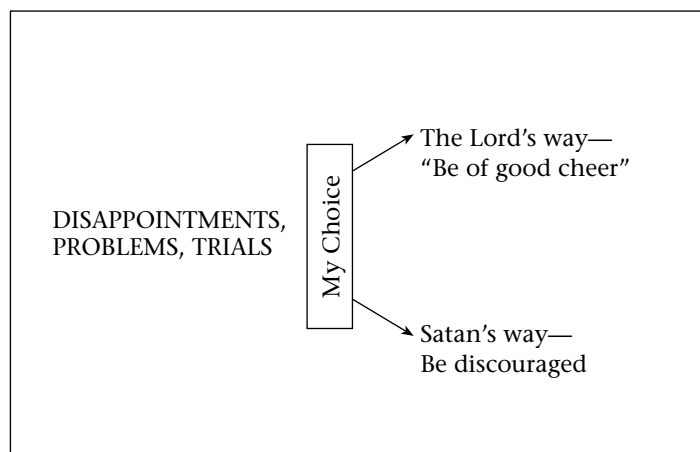 DISAPPOINTMENTS,
PROBLEMS, TRIALS
My Choice
The Lord’s way—
“Be of good cheer”
Satan’s way—
Be discouraged